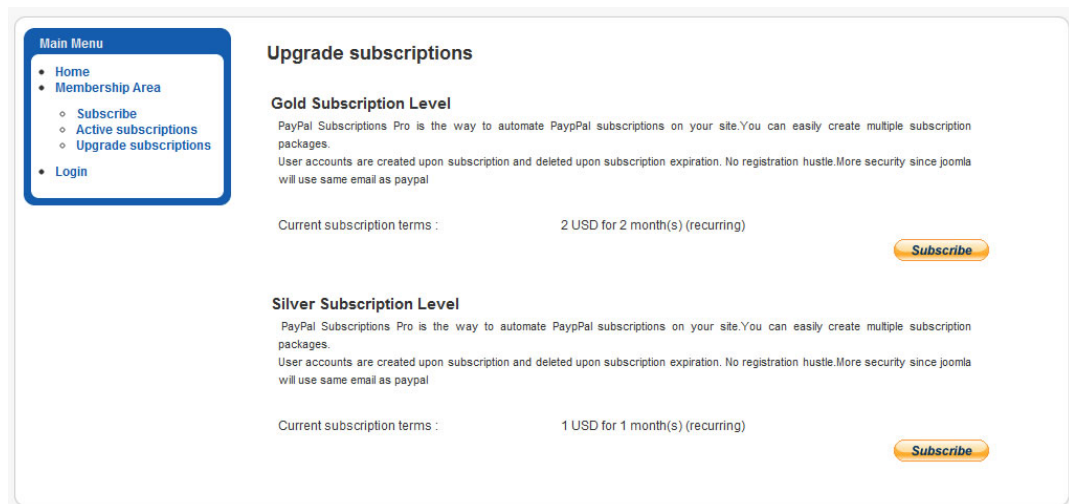 Main Menu
Home
Membership Area
Subscribe
Active subscriptions
Upgrade subscriptions
Login
Upgrade subscriptions
Gold Subscription Level
PayPal Subscriptions Pro is the way to automate PaypPal subscriptions on your site.You can easily create multiple subscription
packages.
User accounts are created upon subscription and deleted upon subscription expiration. No registration hustle.More security since joomla
will use same email as paypal
Current subscription terms : 2 USD for 2 month(s) (recurring)
Subscribe
Silver Subscription Level
PayPal Subscriptions Pro is the way to automate PaypPal subscriptions on your site.You can easily create multiple subscription
packages.
User accounts are created upon subscription and deleted upon subscription expiration. No registration hustle.More security since joomla
will use same email as paypal
Current subscription terms : 1 USD for 1 month(s) (recurring)
Subscribe